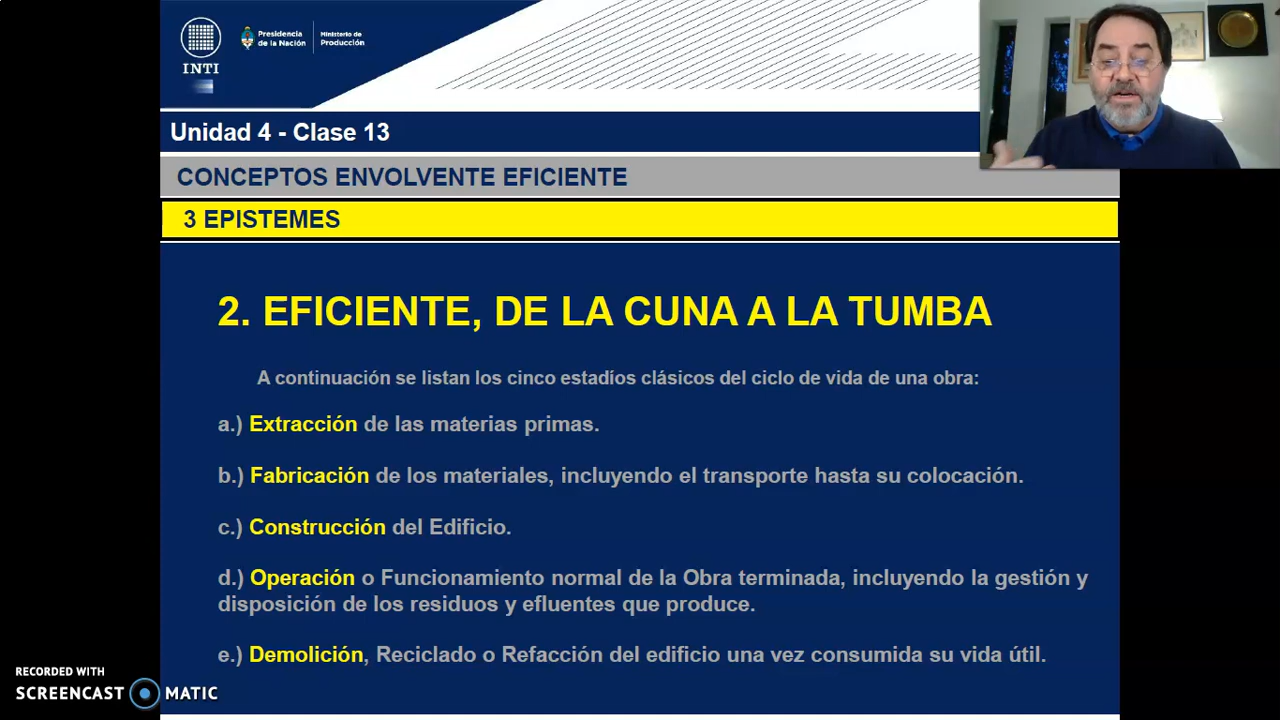 INTI
Presidencia
de la Nación
Ministerio de
Producción
Unidad 4 - Clase 13
CONCEPTOS ENVOLVENTE EFICIENTE
3 EPISTEMES
2. EFICIENTE, DE LA CUNA A LA TUMBA
A continuación se listan los cinco estadíos clásicos del ciclo de vida de una obra:
a.) Extracción de las materias primas.
b.) Fabricación de los materiales, incluyendo el transporte hasta su colocación.
c.) Construcción del Edificio.
d.) Operación o Funcionamiento normal de la Obra terminada, incluyendo la gestión y
disposición de los residuos y efluentes que produce.
e.) Demolición, Reciclado o Refacción del edificio una vez consumida su vida útil.
RECORDED WITH
SCREENCAST MATIC